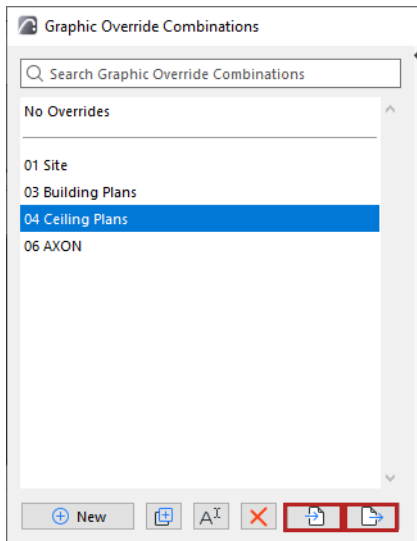 Graphic Override Combinations
Search Graphic Override Combinations
No Overrides
01 Site
03 Building Plans
04 Ceiling Plans
06 AXON
New